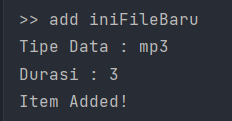 >> add iniFileBaru
Tipe Data : mp3
Durasi : 3
Item Added!